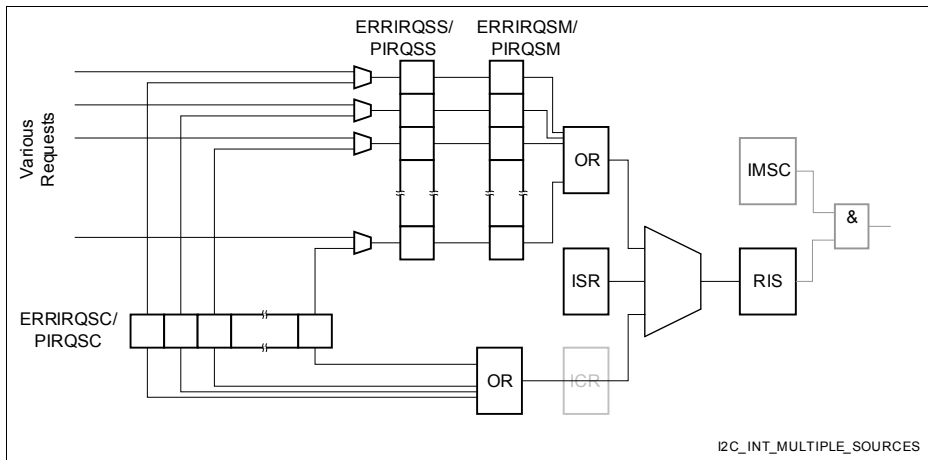 ERRIRQSS/
PIRQSS
ERRIRQSM/
PIRQSM
Various
Requests
OR
IMSC
&
ISR
RIS
ERRIRQSC/
PIRQSC
OR
ICR
I2C_INT_MULTIPLE_SOURCES